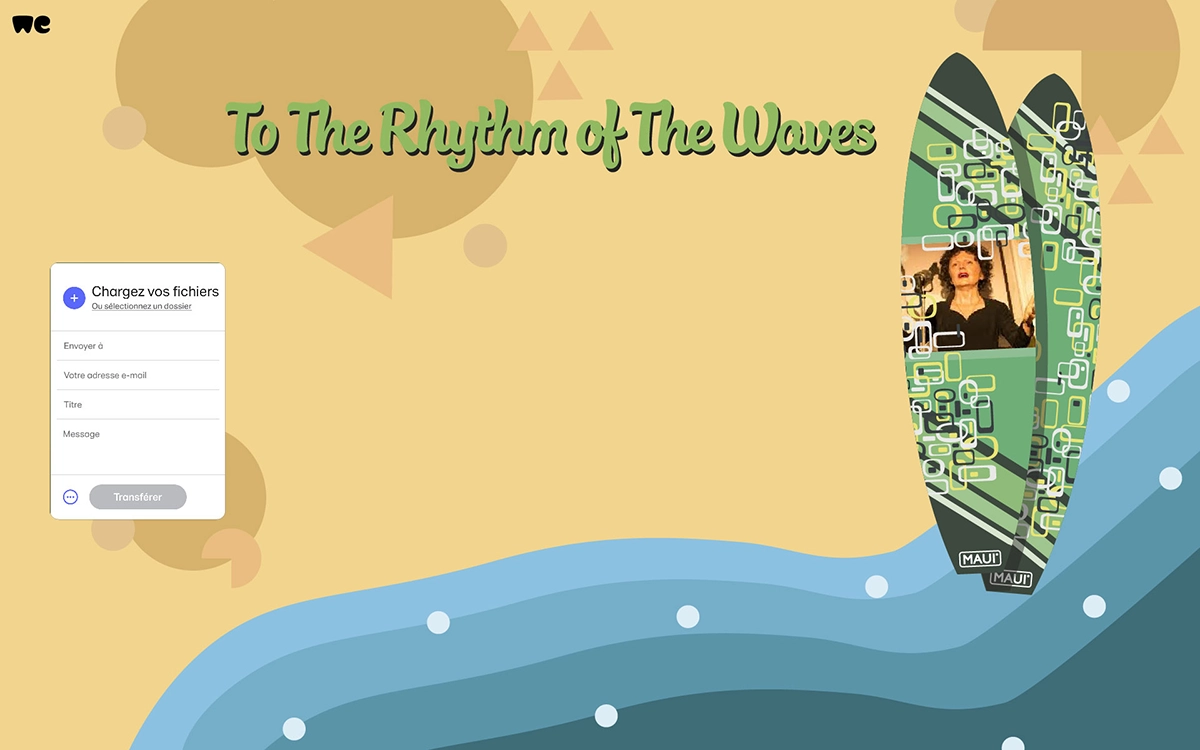 we
To The Rhythm of The Waves
Chargez vos fichiers
Ou sélectionnez un dossier
Envoyer à
Votre adresse e-mail
Titre
Message
Transférer
MAUI
MAUI